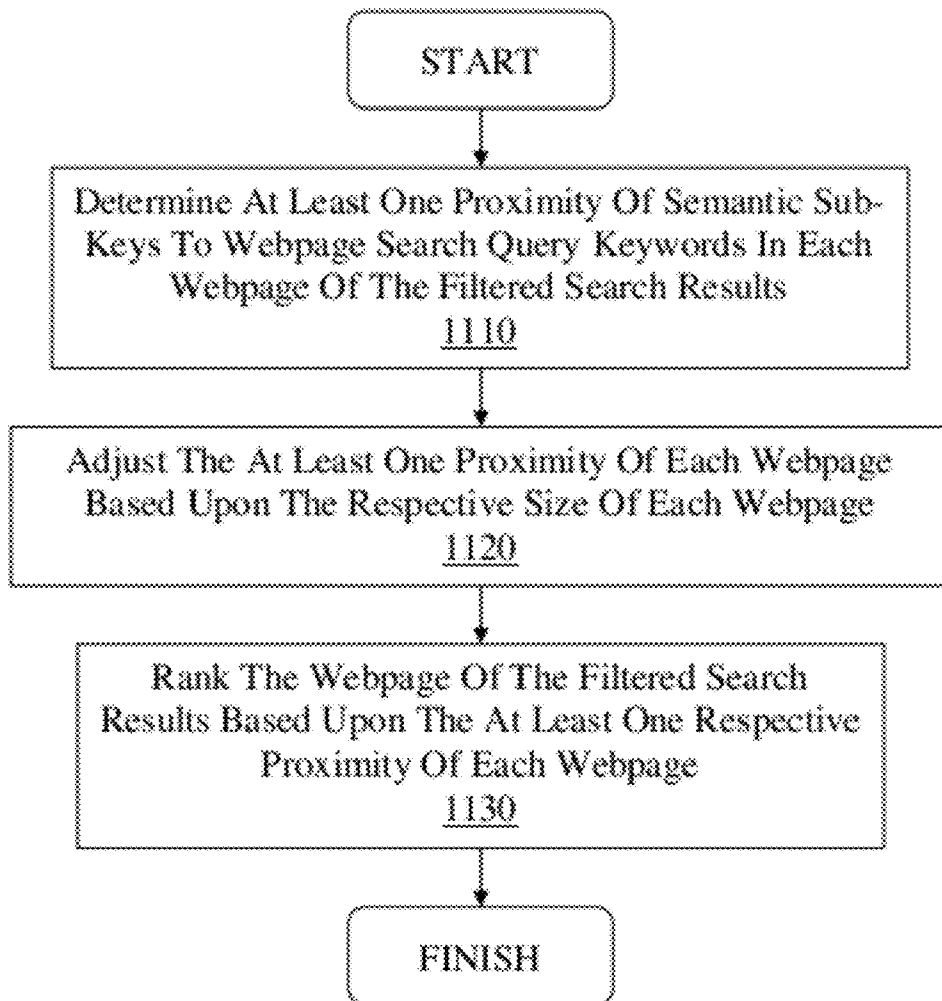 START
Determine At Least One Proximity Of Semantic Sub-
Keys To Webpage Search Query Keywords In Each
Webpage Of The Filtered Search Results
1110
Adjust The At Least One Proximity Of Each Webpage
Based Upon The Respective Size Of Each Webpage
1120
Rank The Webpage Of The Filtered Search
Results Based Upon The At Least One Respective
Proximity Of Each Webpage
1130
FINISH